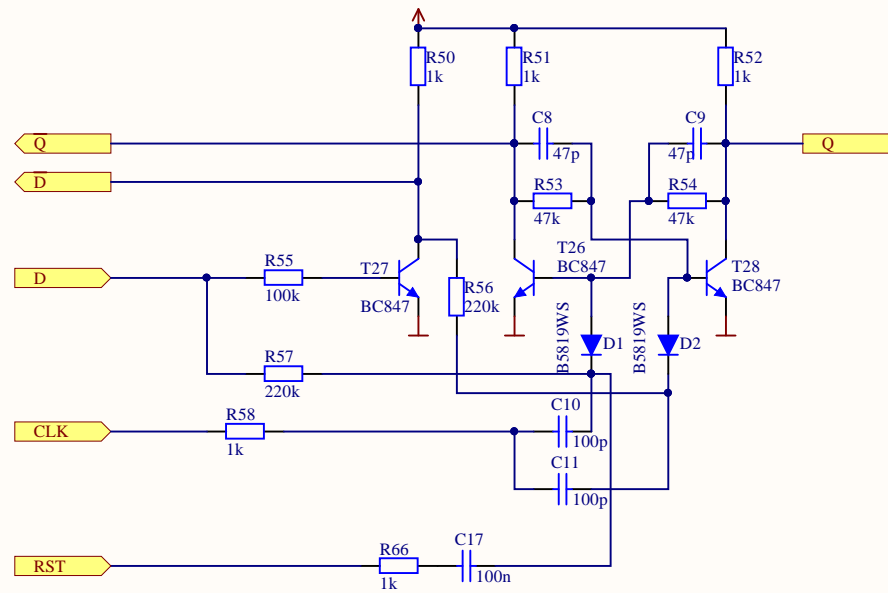 R50
1k
R51
1k
R52
1k
C8
47p
C9
47p
Q̅
Q
D̅
R53
47k
R54
47k
D
R55
100k
T27
BC847
T26
BC847
T28
BC847
R56
220k
B5819WS
D1
B5819WS
D2
R57
220k
CLK
R58
1k
C10
100p
C11
100p
RST
R66
1k
C17
100n